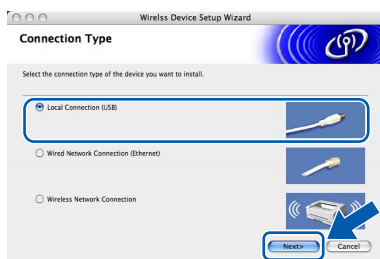 Wirelss Device Setup Wizard
Connection Type
Select the connection type of the device you want to install.
Local Connection (USB)
Wired Network Connection (Ethernet)
Wireless Network Connection
Next> Cancel